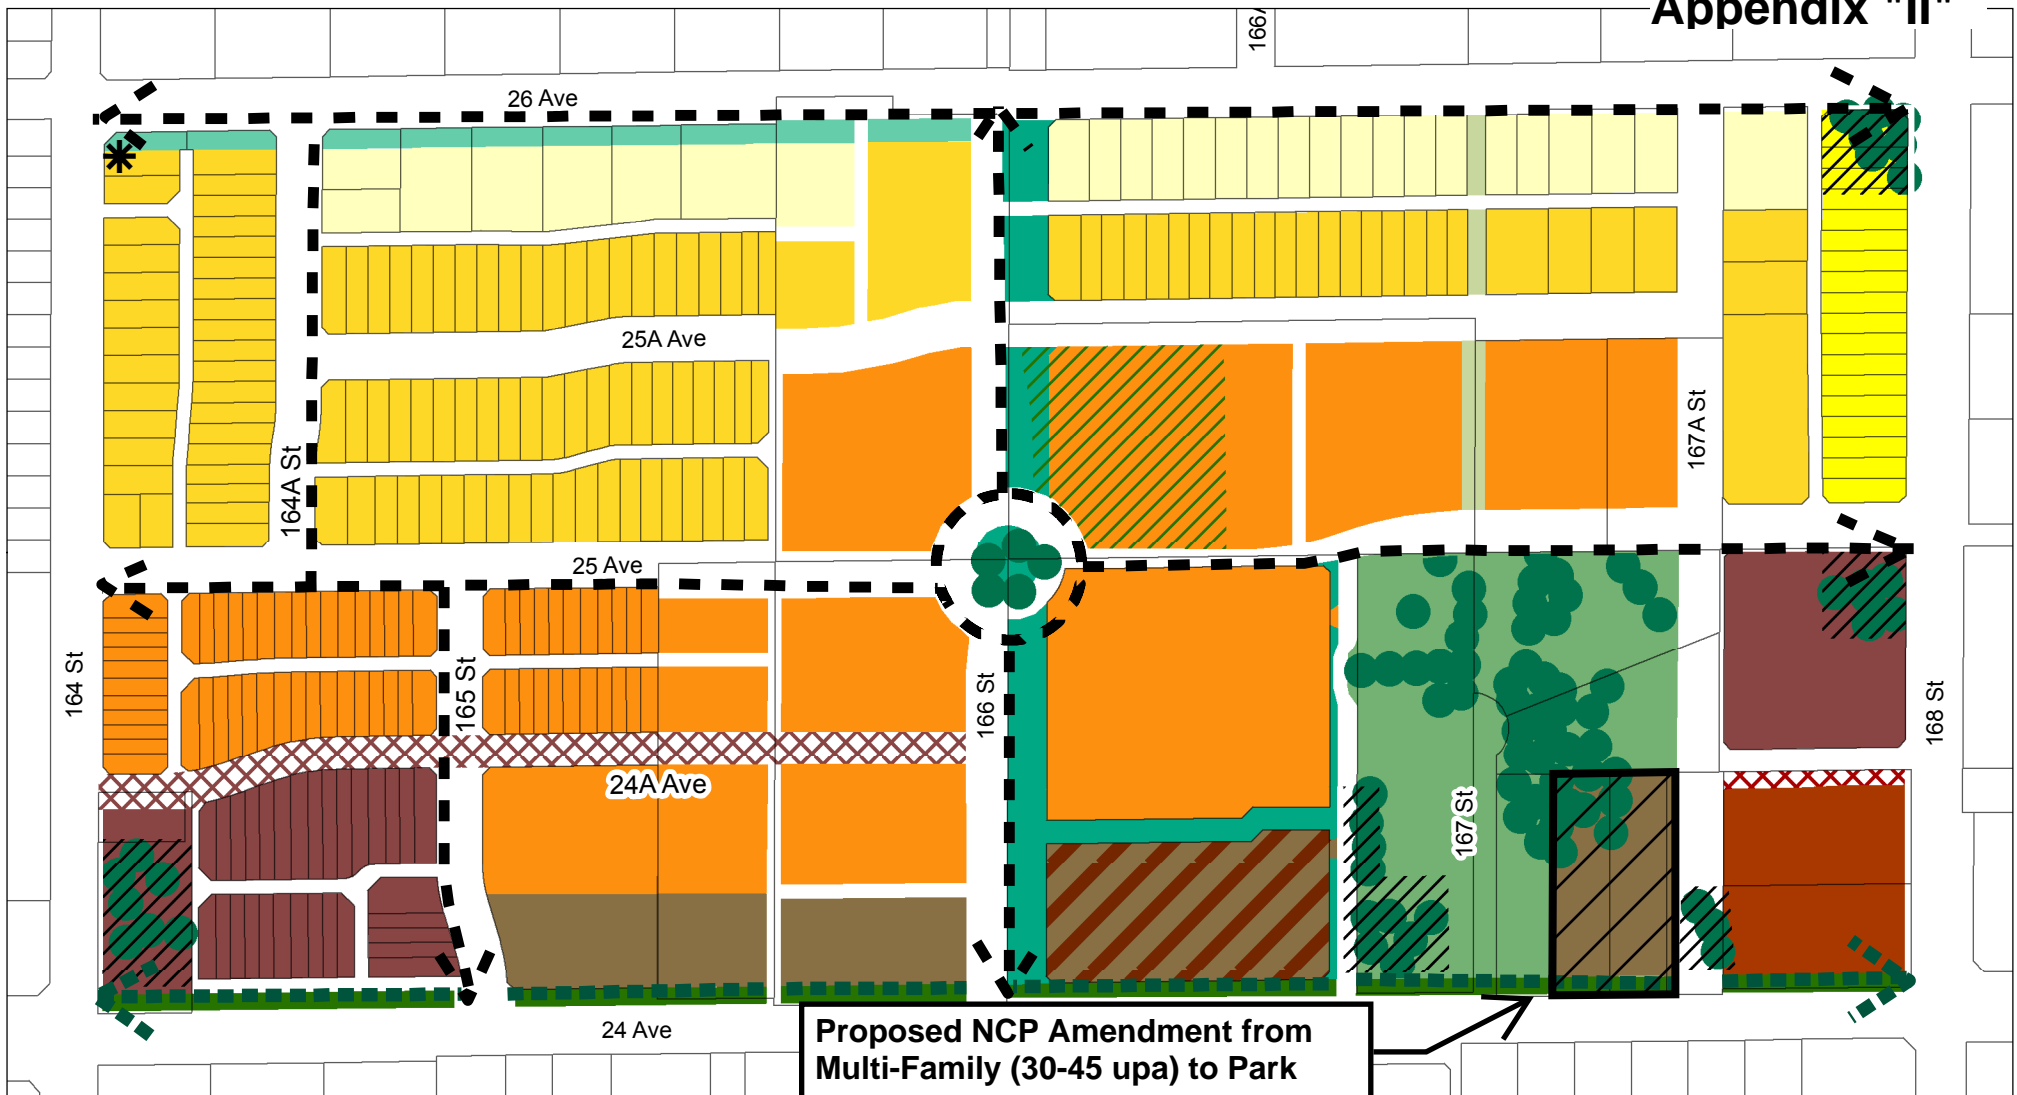 Appendix "II"
166A
26 Ave
25A Ave
164A St
167A St
25 Ave
164 St
165 St
166 St
168 St
24A Ave
167 St
24 Ave
Proposed NCP Amendment from
Multi-Family (30-45 upa) to Park